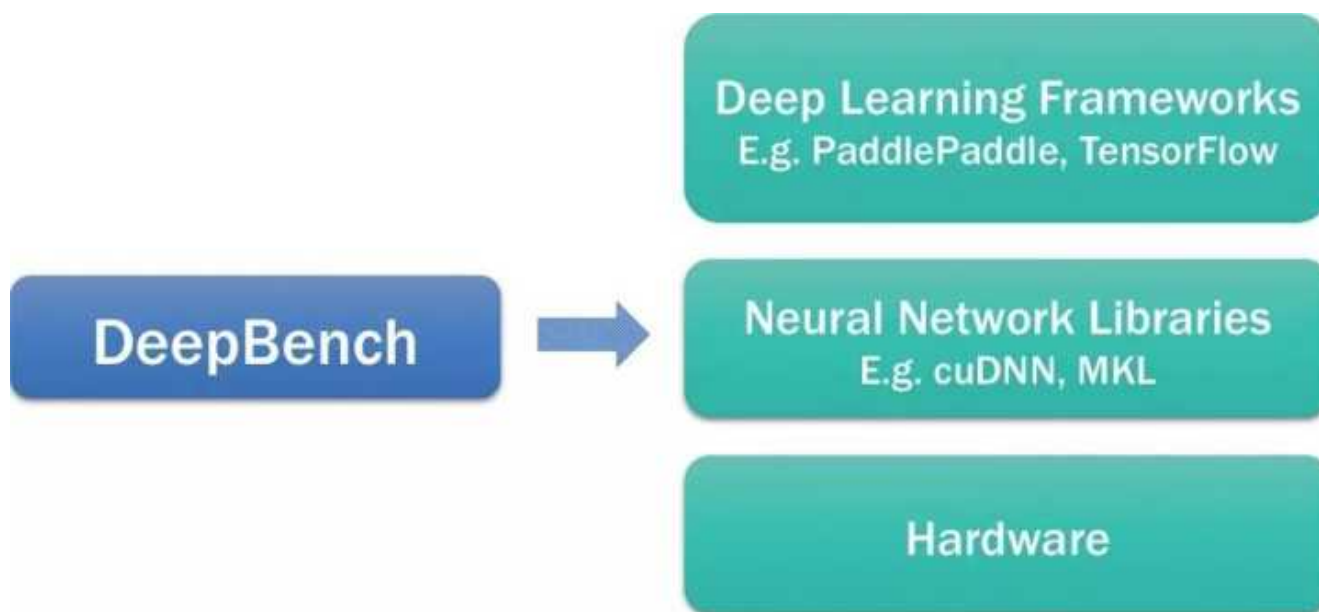 Deep Learning Frameworks
E.g. PaddlePaddle, TensorFlow
DeepBench
Neural Network Libraries
E.g. cuDNN, MKL
Hardware